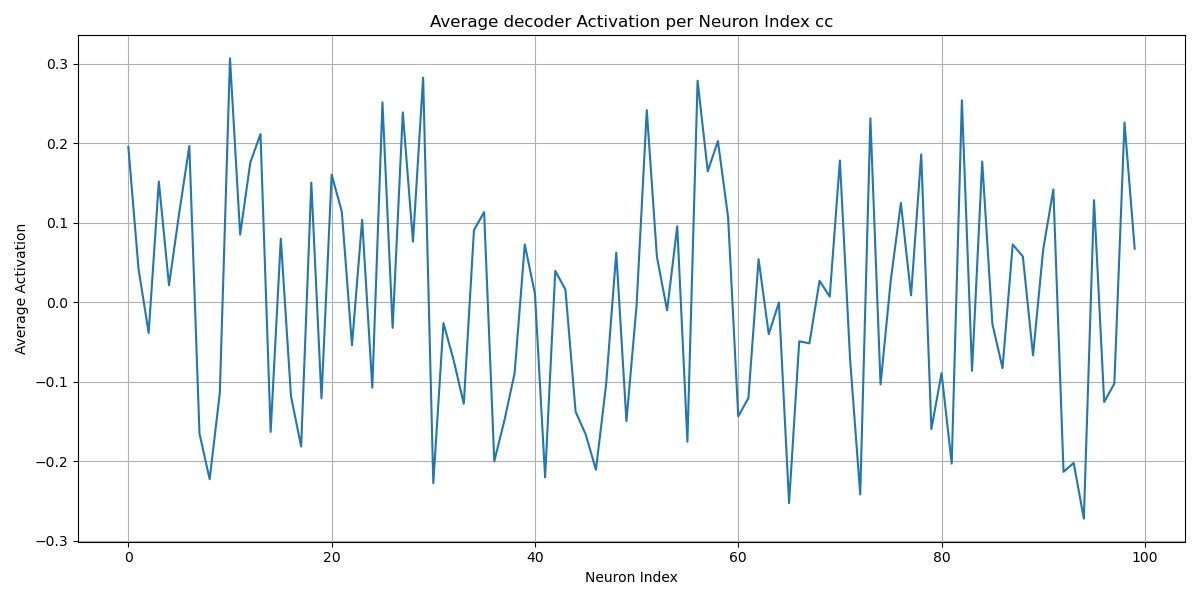 Average decoder Activation per Neuron Index cc
0.3
0.2
0.1
0.0
−0.1
−0.2
−0.3
Average Activation
0 20 40 60 80 100
Neuron Index